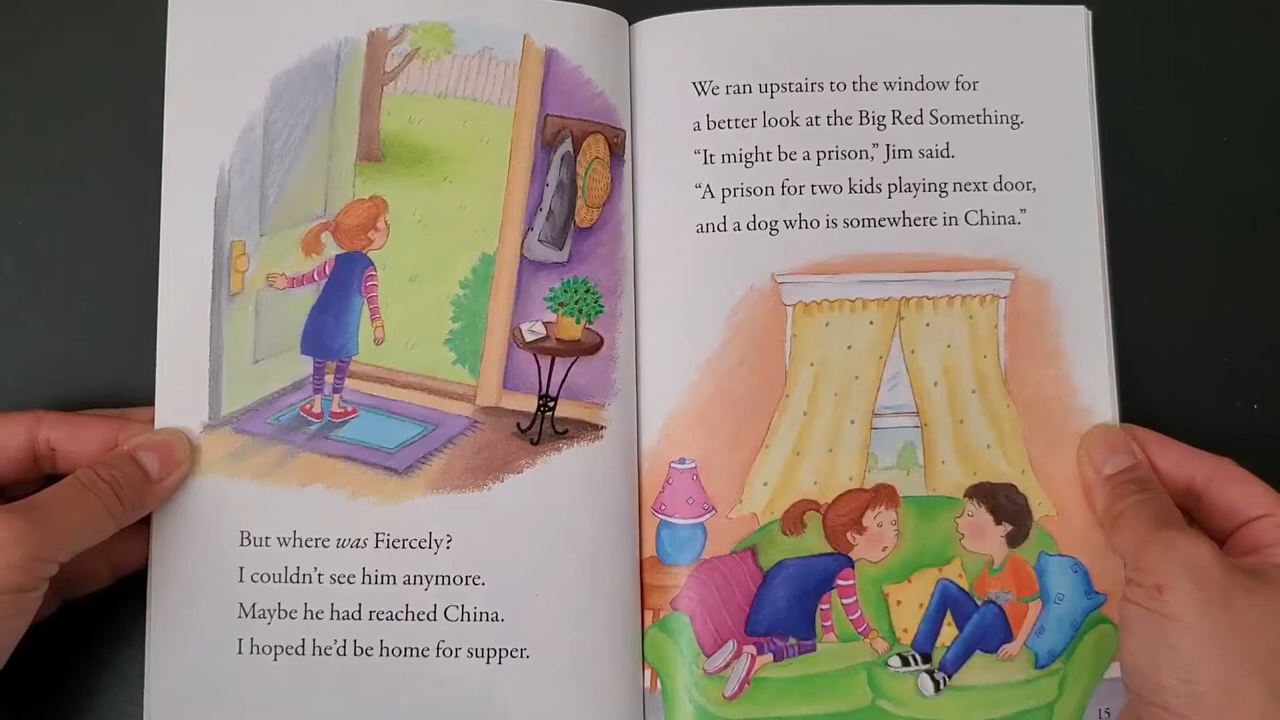 But where was Fiercely?
I couldn't see him anymore.
Maybe he had reached China.
I hoped he'd be home for supper.
We ran upstairs to the window for
a better look at the Big Red Something.
“It might be a prison,” Jim said.
“A prison for two kids playing next door,
and a dog who is somewhere in China.”
15